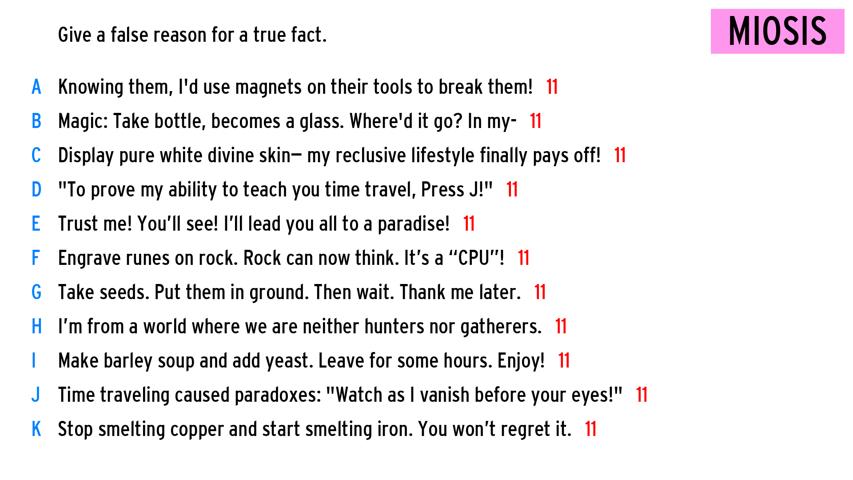 MIOSIS
Give a false reason for a true fact.
A Knowing them, I'd use magnets on their tools to break them! 11
B Magic: Take bottle, becomes a glass. Where'd it go? In my- 11
C Display pure white divine skin— my reclusive lifestyle finally pays off! 11
D "To prove my ability to teach you time travel, Press J!" 11
E Trust me! You’ll see! I’ll lead you all to a paradise! 11
F Engrave runes on rock. Rock can now think. It’s a “CPU”! 11
G Take seeds. Put them in ground. Then wait. Thank me later. 11
H I’m from a world where we are neither hunters nor gatherers. 11
I Make barley soup and add yeast. Leave for some hours. Enjoy! 11
J Time traveling caused paradoxes: "Watch as I vanish before your eyes!" 11
K Stop smelting copper and start smelting iron. You won’t regret it. 11